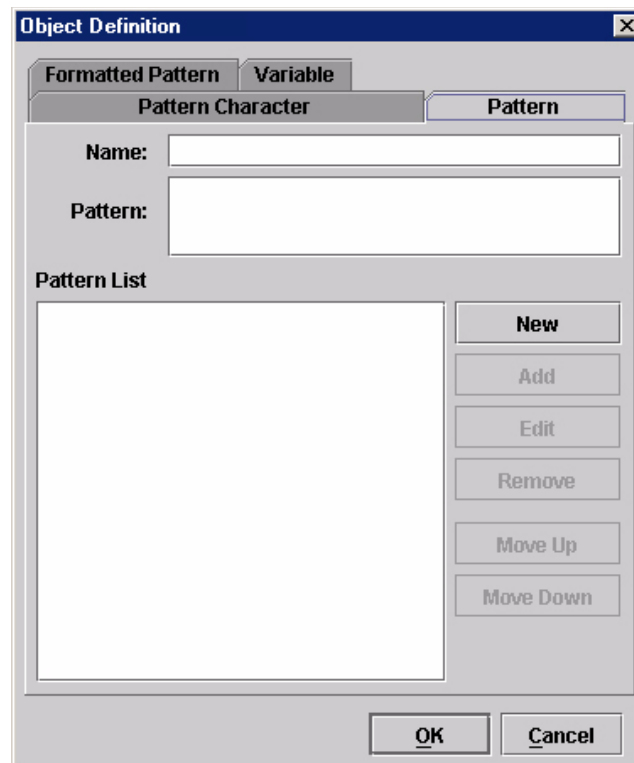 Object Definition
Formatted Pattern
Variable
Pattern Character
Pattern
Name:
Pattern:
Pattern List
New
Add
Edit
Remove
Move Up
Move Down
OK
Cancel